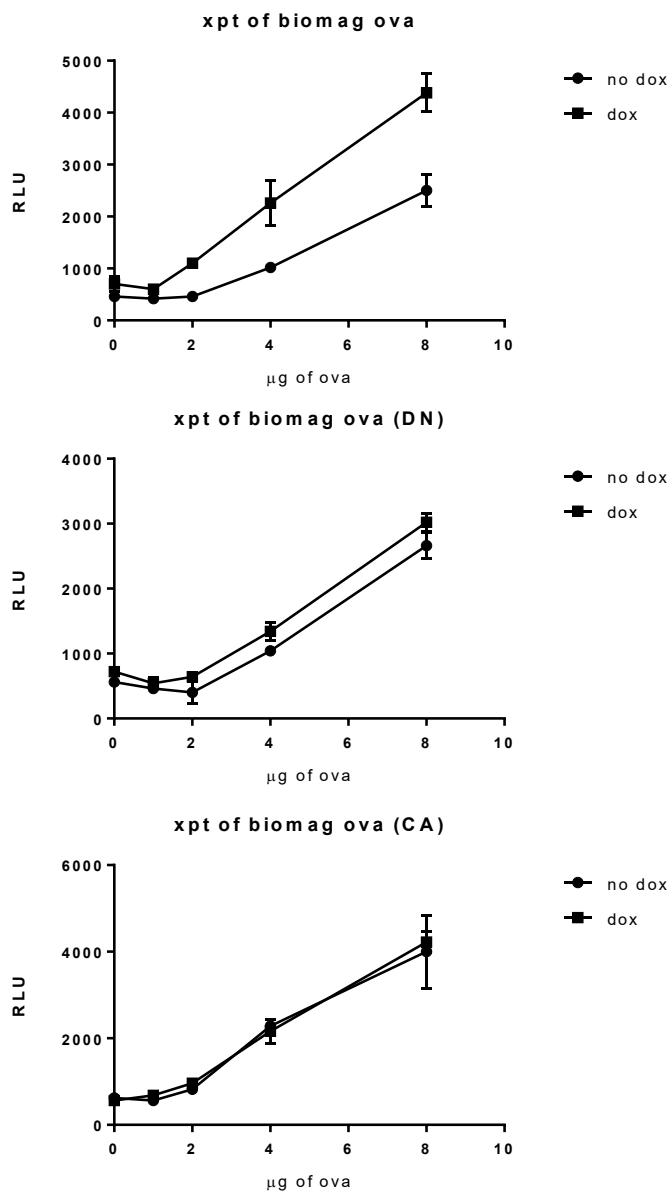 xpt of biomag ova
5000
4000
3000
2000
1000
0
RLU
0 2 4 6 8 10
μg of ova
no dox
dox
xpt of biomag ova (DN)
4000
3000
2000
1000
0
RLU
0 2 4 6 8 10
μg of ova
no dox
dox
xpt of biomag ova (CA)
6000
4000
2000
0
RLU
0 2 4 6 8 10
μg of ova
no dox
dox